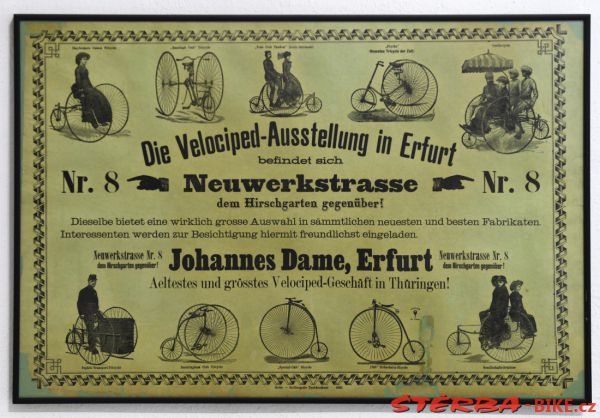 Die Velociped-Ausstellung in Erfurt
befindet sich
Nr. 8 Neuwerkstrasse Nr. 8
dem Hirschgarten gegenüber!
Dieselbe bietet eine wirklich grosse Auswahl in sämmtlichen neuesten und besten Fabrikaten.
Interessenten werden zur Besichtigung hiermit freundlichst eingeladen.
Neuwerkstrasse Nr. 8
dem Hirschgarten gegenüber!
Johannes Dame, Erfurt
Neuwerkstrasse Nr. 8
dem Hirschgarten gegenüber!
Aeltestes und grösstes Velociped-Geschäft in Thüringen!
STERBA-BIKE.cz